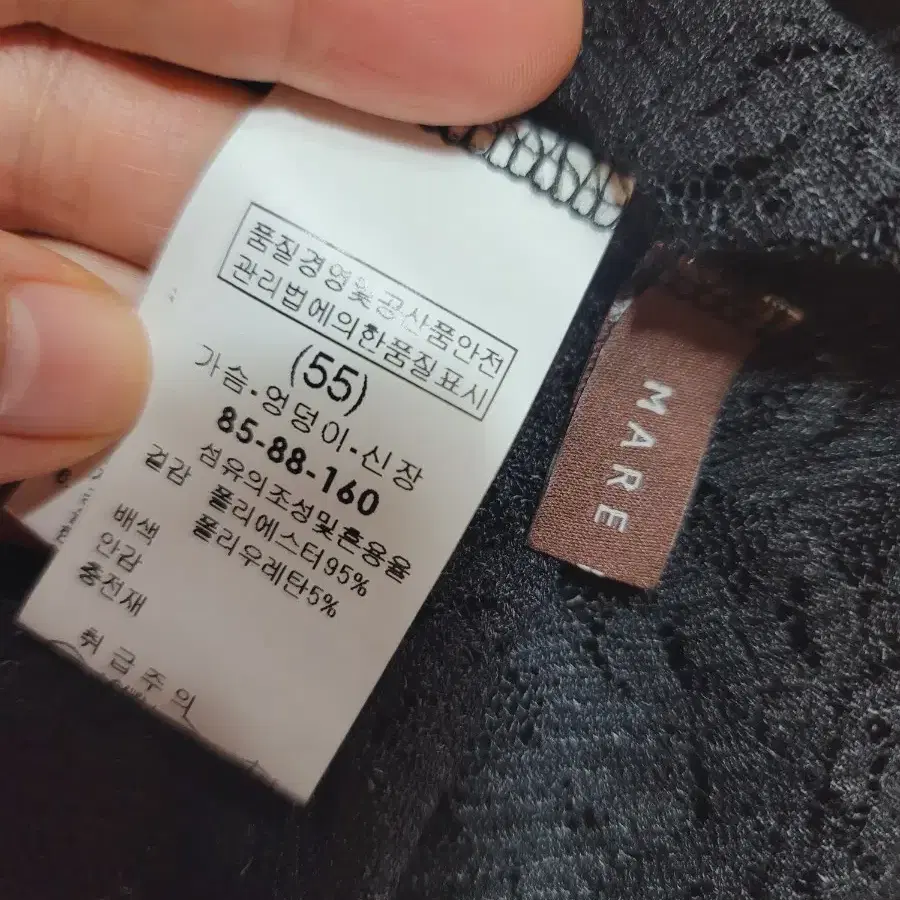 품질경영및공산품안전
관리법에의한품질표시
(55)
가슴.엉덩이.신장
85-88-160
섬유의조성및혼용율
겉감 폴리에스터95%
폴리우레탄5%
배색
안감
충전재
취급주의
MARE